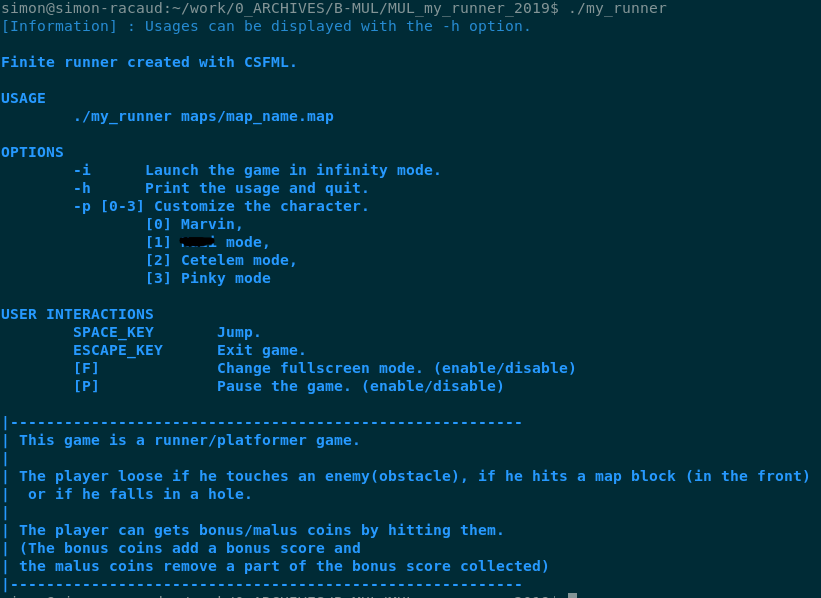 simon@simon-racaud:~/work/0_ARCHIVES/B-MUL/MUL_my_runner_2019$ ./my_runner
[Information] : Usages can be displayed with the -h option.
Finite runner created with CSFML.
USAGE
./my_runner maps/map_name.map
OPTIONS
-i Launch the game in infinity mode.
-h Print the usage and quit.
-p [0-3] Customize the character.
[0] Marvin,
[1] mode,
[2] Cetelem mode,
[3] Pinky mode
USER INTERACTIONS
SPACE_KEY Jump.
ESCAPE_KEY Exit game.
[F] Change fullscreen mode. (enable/disable)
[P] Pause the game. (enable/disable)
|---------------------------------------------------------
| This game is a runner/platformer game.
|
| The player loose if he touches an enemy(obstacle), if he hits a map block (in the front)
|  or if he falls in a hole.
|
| The player can gets bonus/malus coins by hitting them.
| (The bonus coins add a bonus score and
| the malus coins remove a part of the bonus score collected)
|---------------------------------------------------------